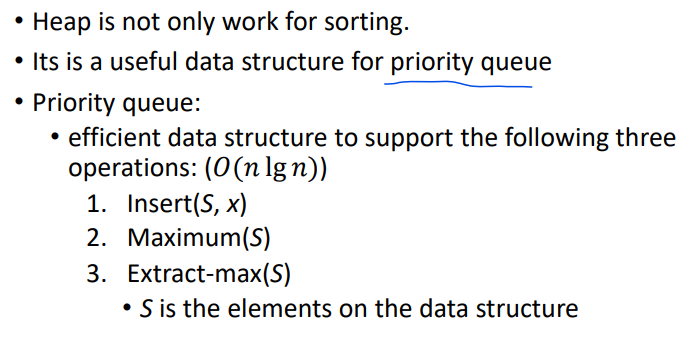 • Heap is not only work for sorting.
• Its is a useful data structure for priority queue
• Priority queue:
• efficient data structure to support the following three
operations: (O(n lg n))
1. Insert(S, x)
2. Maximum(S)
3. Extract-max(S)
• S is the elements on the data structure